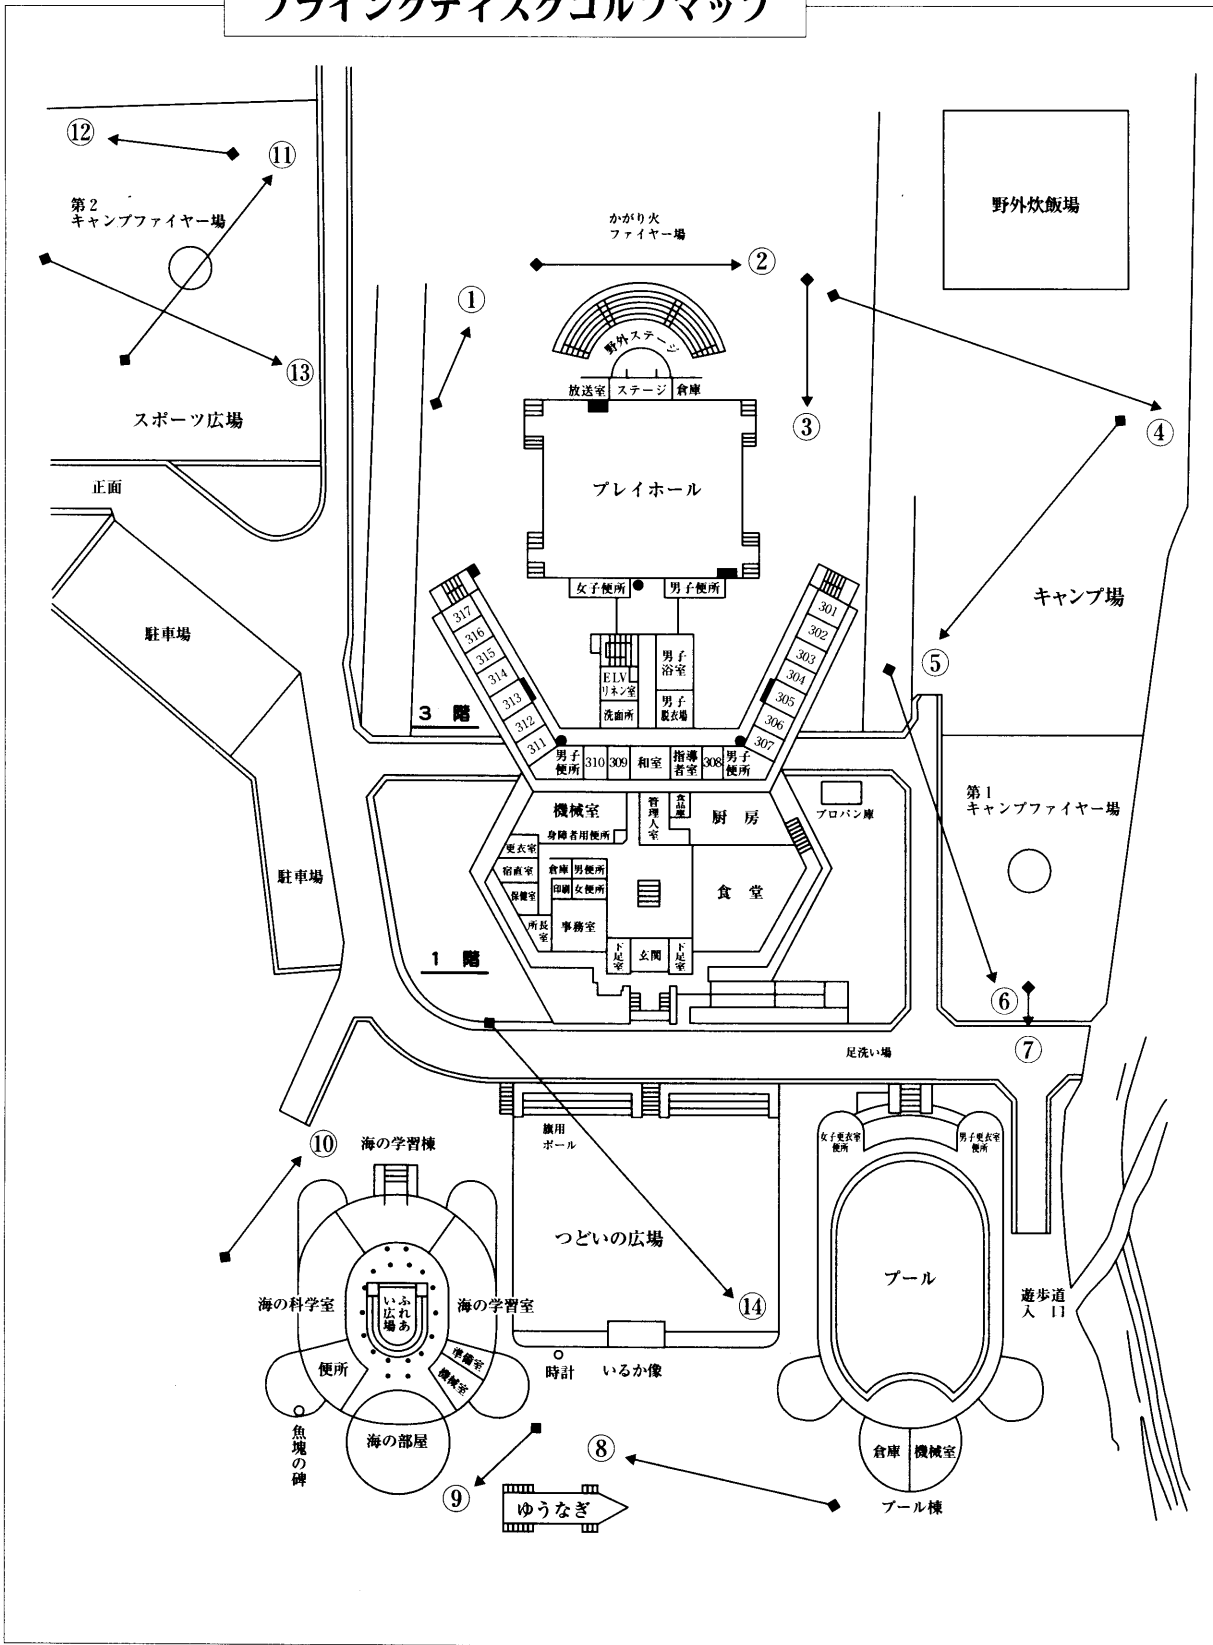 フライングディスクゴルフマップ
⑫
⑪
第2
キャンプファイヤー場
⑬
スポーツ広場
正面
駐車場
駐車場
①
かがり火
ファイヤー場
②
野外ステージ
放送室
ステージ
倉庫
③
野外炊飯場
④
プレイホール
女子便所
男子便所
キャンプ場
⑤
317
316
315
314
313
312
311
301
302
303
304
305
306
307
ELV
リネン室
洗面所
男子
浴室
男子
脱衣場
3 階
男子
便所
310
309
和室
指導
者室
308
男子
便所
機械室
身障者用便所
管理人室
食品庫
厨房
プロパン庫
第1
キャンプファイヤー場
更衣室
宿直室
保健室
所長室
倉庫
男便所
印刷
女便所
事務室
食堂
下足室
玄関
下足室
1 階
⑥
⑦
足洗い場
旗用
ポール
女子更衣室
便所
男子更衣室
便所
⑩
海の学習棟
つどいの広場
プール
遊歩道
入口
海の科学室
ふれあ
い広場
海の学習室
⑭
便所
準備室
機械室
時計
いるか像
魚塊の碑
海の部屋
⑧
⑨
ゆうなぎ
倉庫
機械室
プール棟